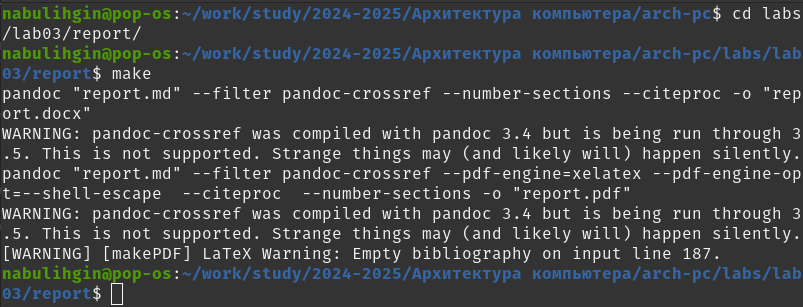 nabulihgin@pop-os:~/work/study/2024-2025/Архитектура компьютера/arch-pc$ cd labs
/lab03/report/
nabulihgin@pop-os:~/work/study/2024-2025/Архитектура компьютера/arch-pc/labs/lab
03/report$ make
pandoc "report.md" --filter pandoc-crossref --number-sections --citeproc -o "rep
ort.docx"
WARNING: pandoc-crossref was compiled with pandoc 3.4 but is being run through 3
.5. This is not supported. Strange things may (and likely will) happen silently.
pandoc "report.md" --filter pandoc-crossref --pdf-engine=xelatex --pdf-engine-op
t=--shell-escape  --citeproc  --number-sections -o "report.pdf"
WARNING: pandoc-crossref was compiled with pandoc 3.4 but is being run through 3
.5. This is not supported. Strange things may (and likely will) happen silently.
[WARNING] [makePDF] LaTeX Warning: Empty bibliography on input line 187.
nabulihgin@pop-os:~/work/study/2024-2025/Архитектура компьютера/arch-pc/labs/lab
03/report$